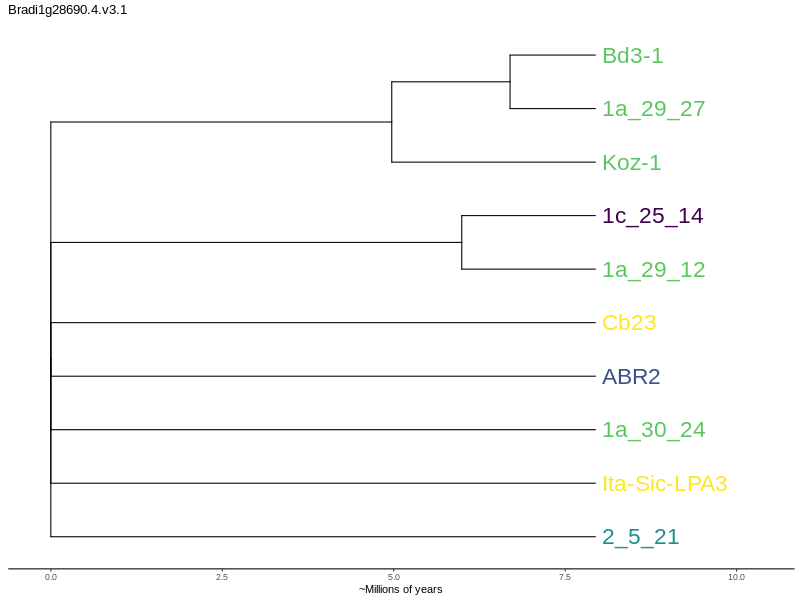 Bradi1g28690.4.v3.1
Bd3-1
1a_29_27
Koz-1
1c_25_14
1a_29_12
Cb23
ABR2
1a_30_24
Ita-Sic-LPA3
2_5_21
0.0 2.5 5.0 7.5 10.0
~Millions of years